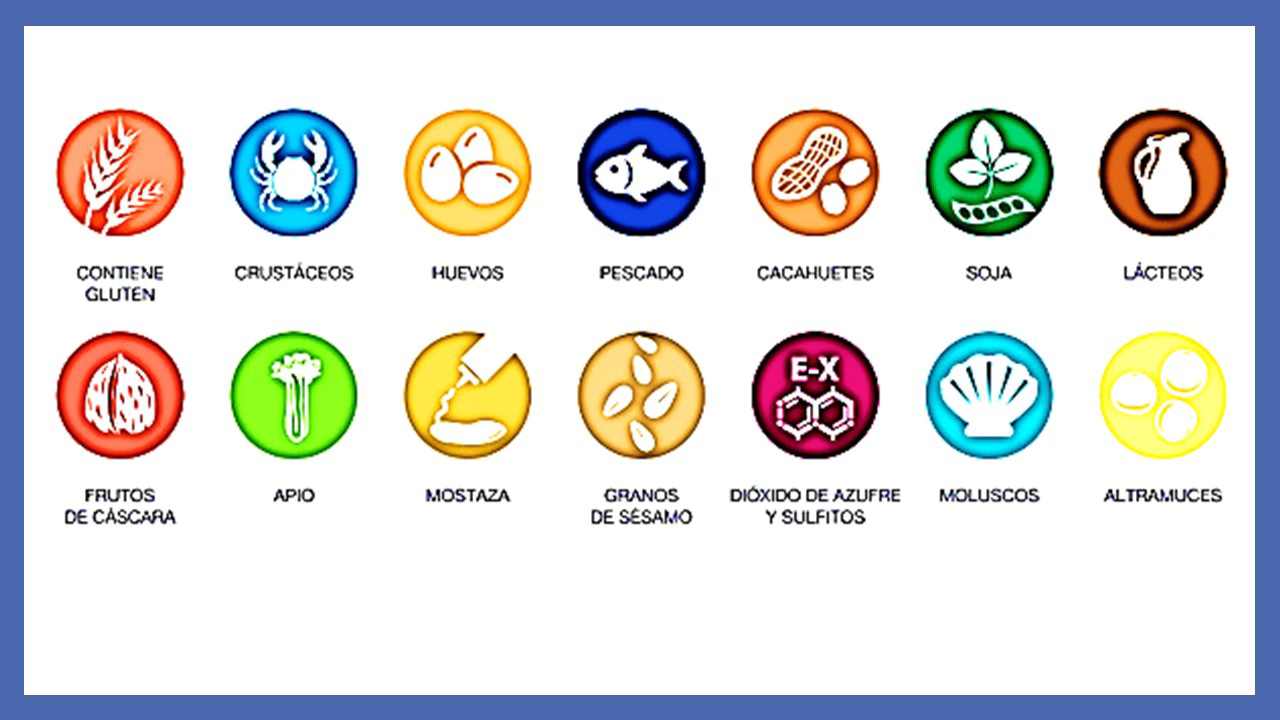 CONTIENE
GLUTEN
CRUSTÁCEOS
HUEVOS
PESCADO
CACAHUETES
SOJA
LÁCTEOS
E-X
FRUTOS
DE CÁSCARA
APIO
MOSTAZA
GRANOS
DE SÉSAMO
DIÓXIDO DE AZUFRE
Y SULFITOS
MOLUSCOS
ALTRAMUCES